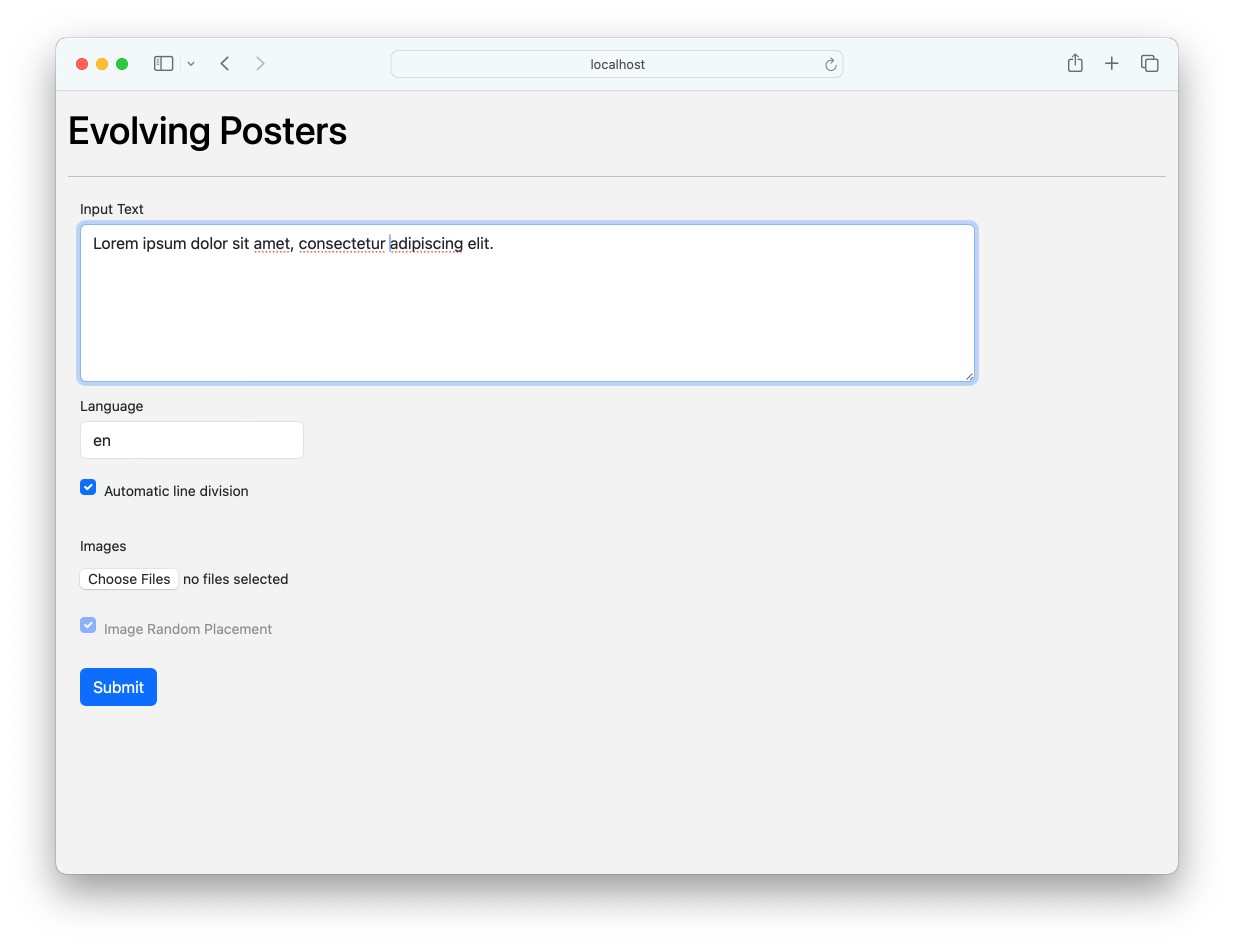 localhost
Evolving Posters
Input Text
Lorem ipsum dolor sit amet, consectetur adipiscing elit.
Language
en
Automatic line division
Images
Choose Files no files selected
Image Random Placement
Submit